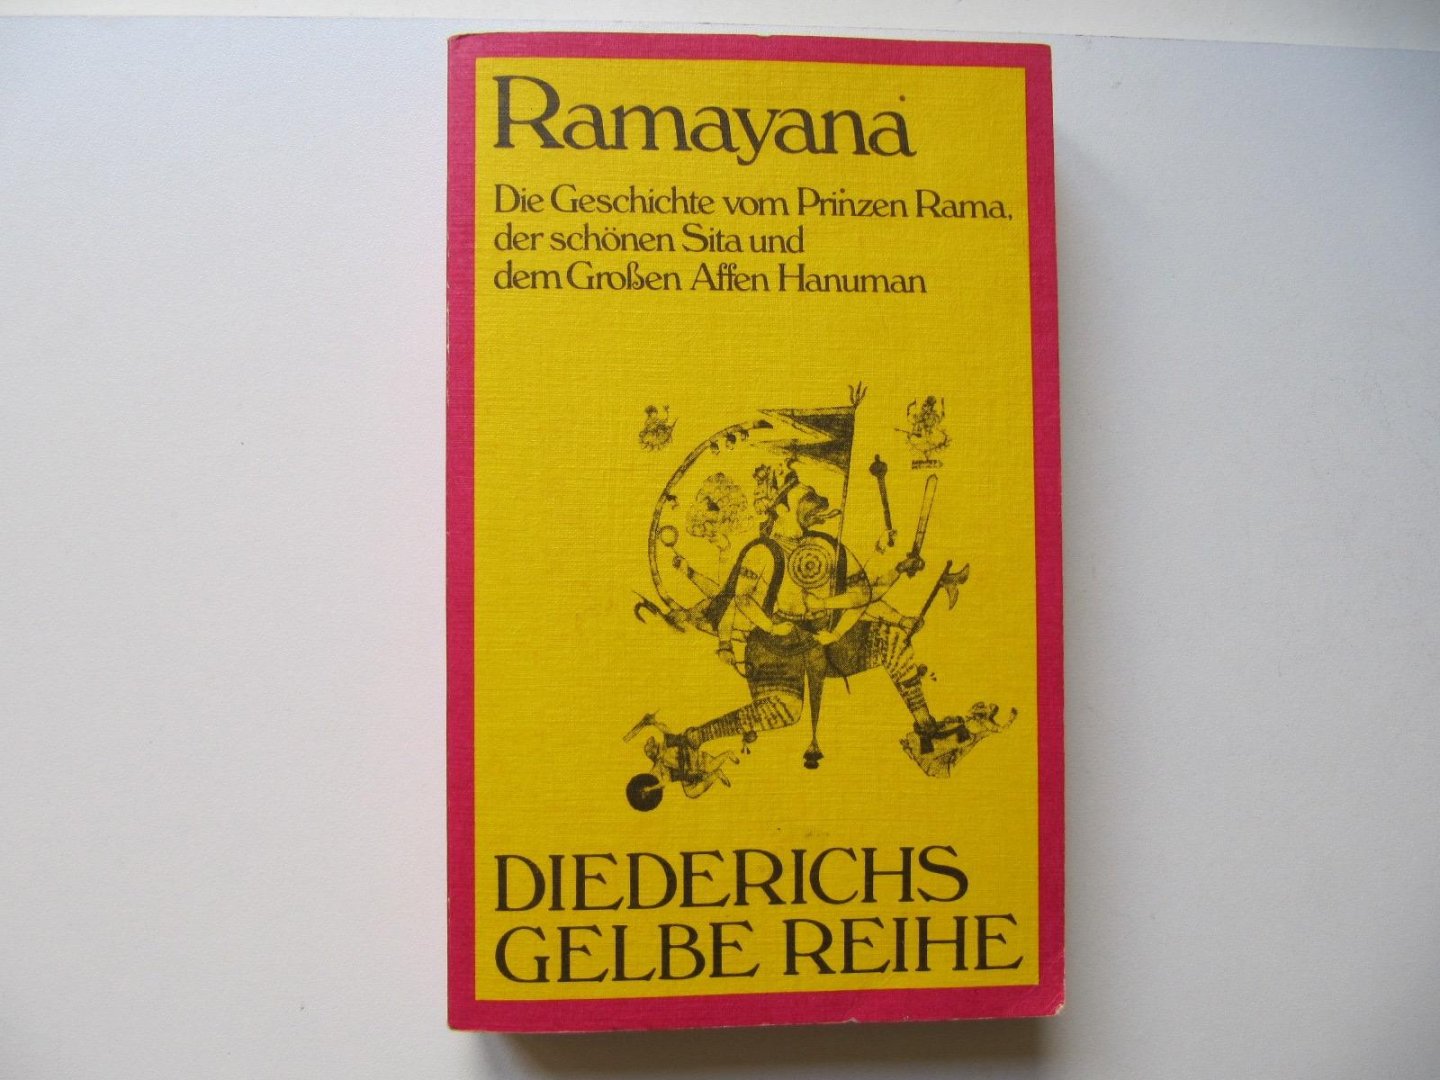 Ramayana
Die Geschichte vom Prinzen Rama,
der schönen Sita und
dem Großen Affen Hanuman
DIEDERICHS
GELBE REIHE